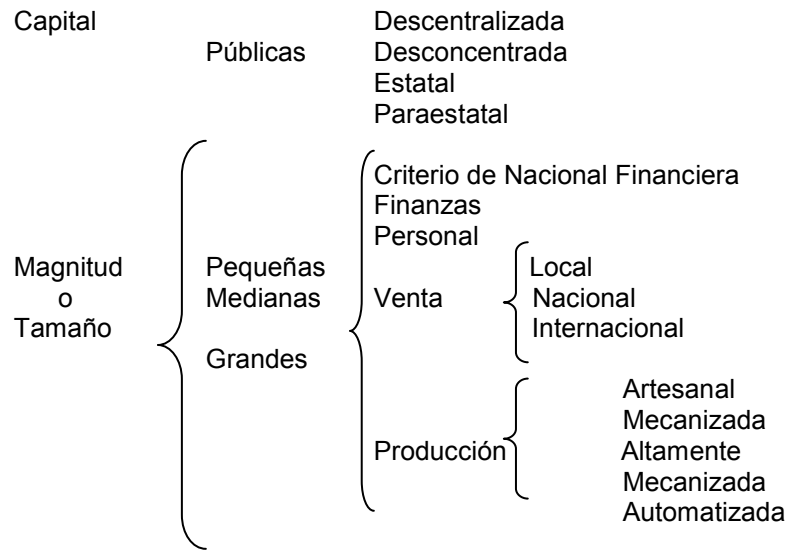 Capital Descentralizada
Públicas Desconcentrada
Estatal
Paraestatal
Criterio de Nacional Financiera
Finanzas
Personal
Magnitud Pequeñas Local
o Medianas Venta Nacional
Tamaño Internacional
Grandes
Artesanal
Mecanizada
Producción Altamente
Mecanizada
Automatizada